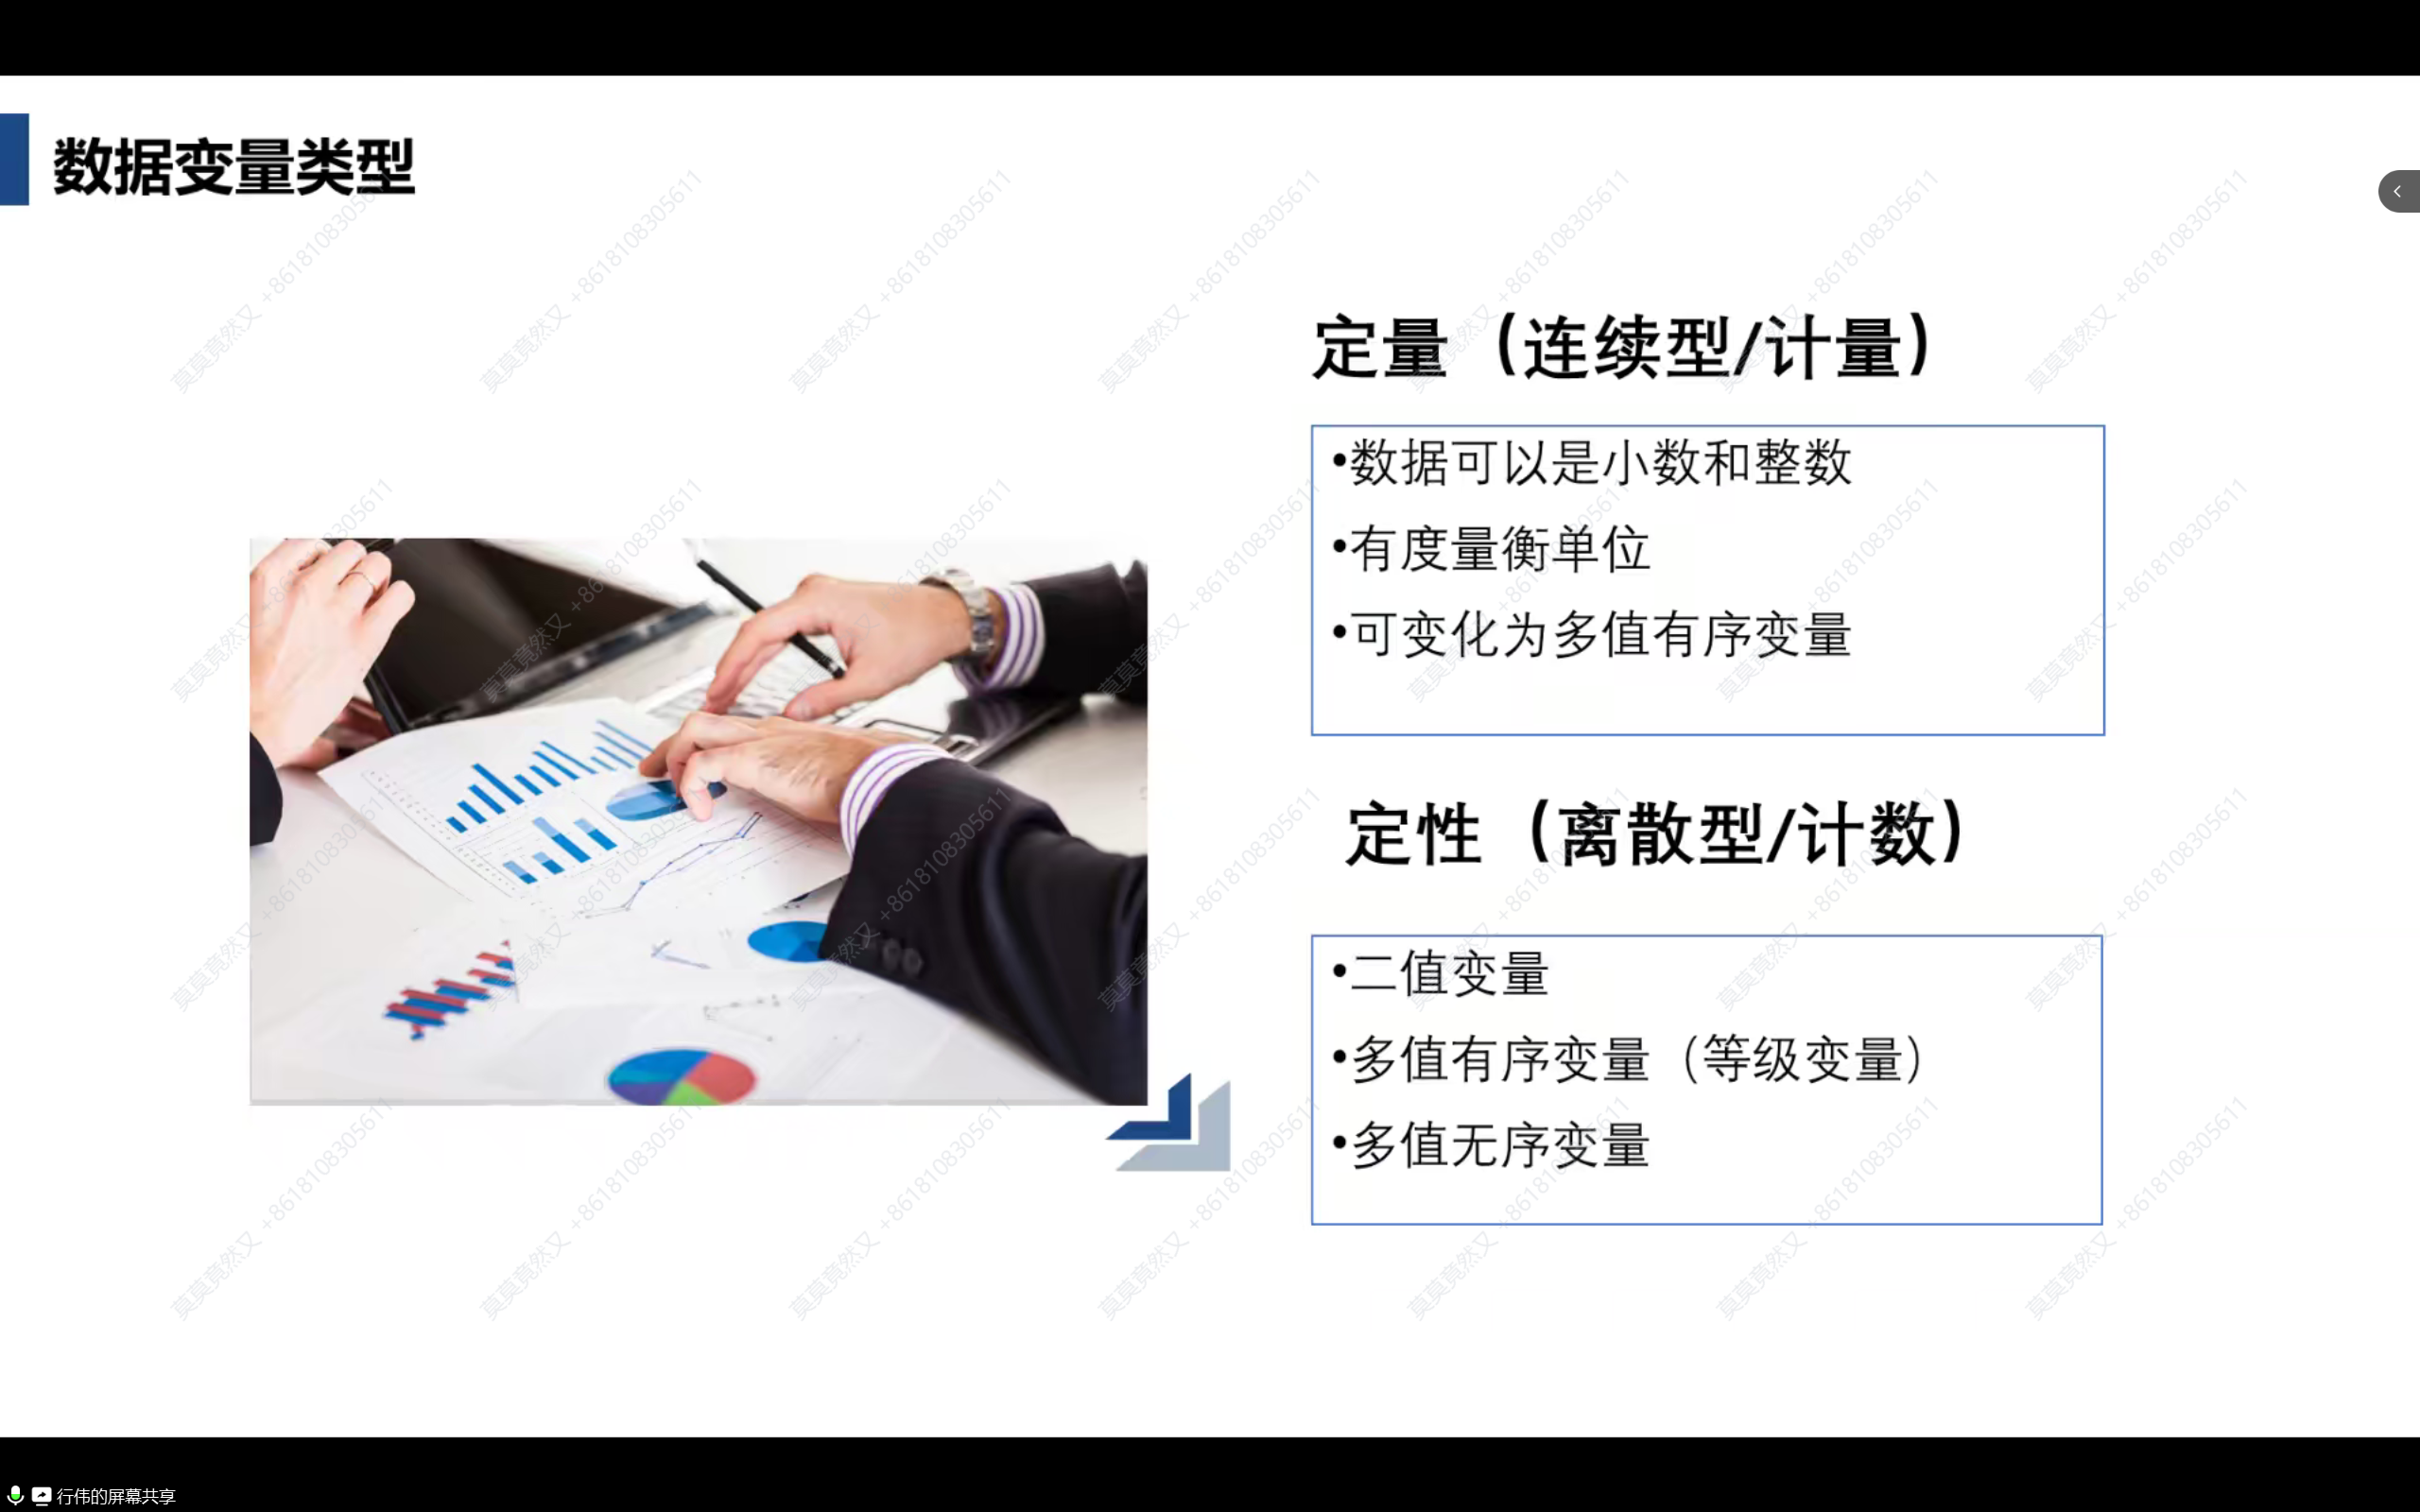 数据变量类型
定量（连续型/计量）
•数据可以是小数和整数
•有度量衡单位
•可变化为多值有序变量
定性（离散型/计数）
•二值变量
•多值有序变量（等级变量）
•多值无序变量
莫莫竟然又 +8618108305611
行伟的屏幕共享